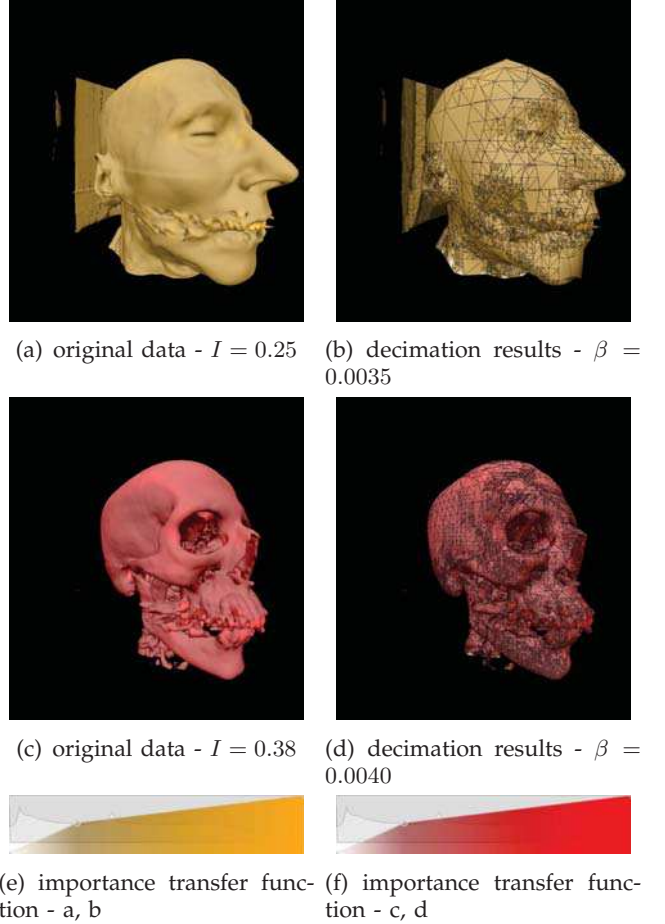 (a) original data - I = 0.25
(b) decimation results - β =
0.0035
(c) original data - I = 0.38
(d) decimation results - β =
0.0040
(e) importance transfer func-
tion - a, b
(f) importance transfer func-
tion - c, d